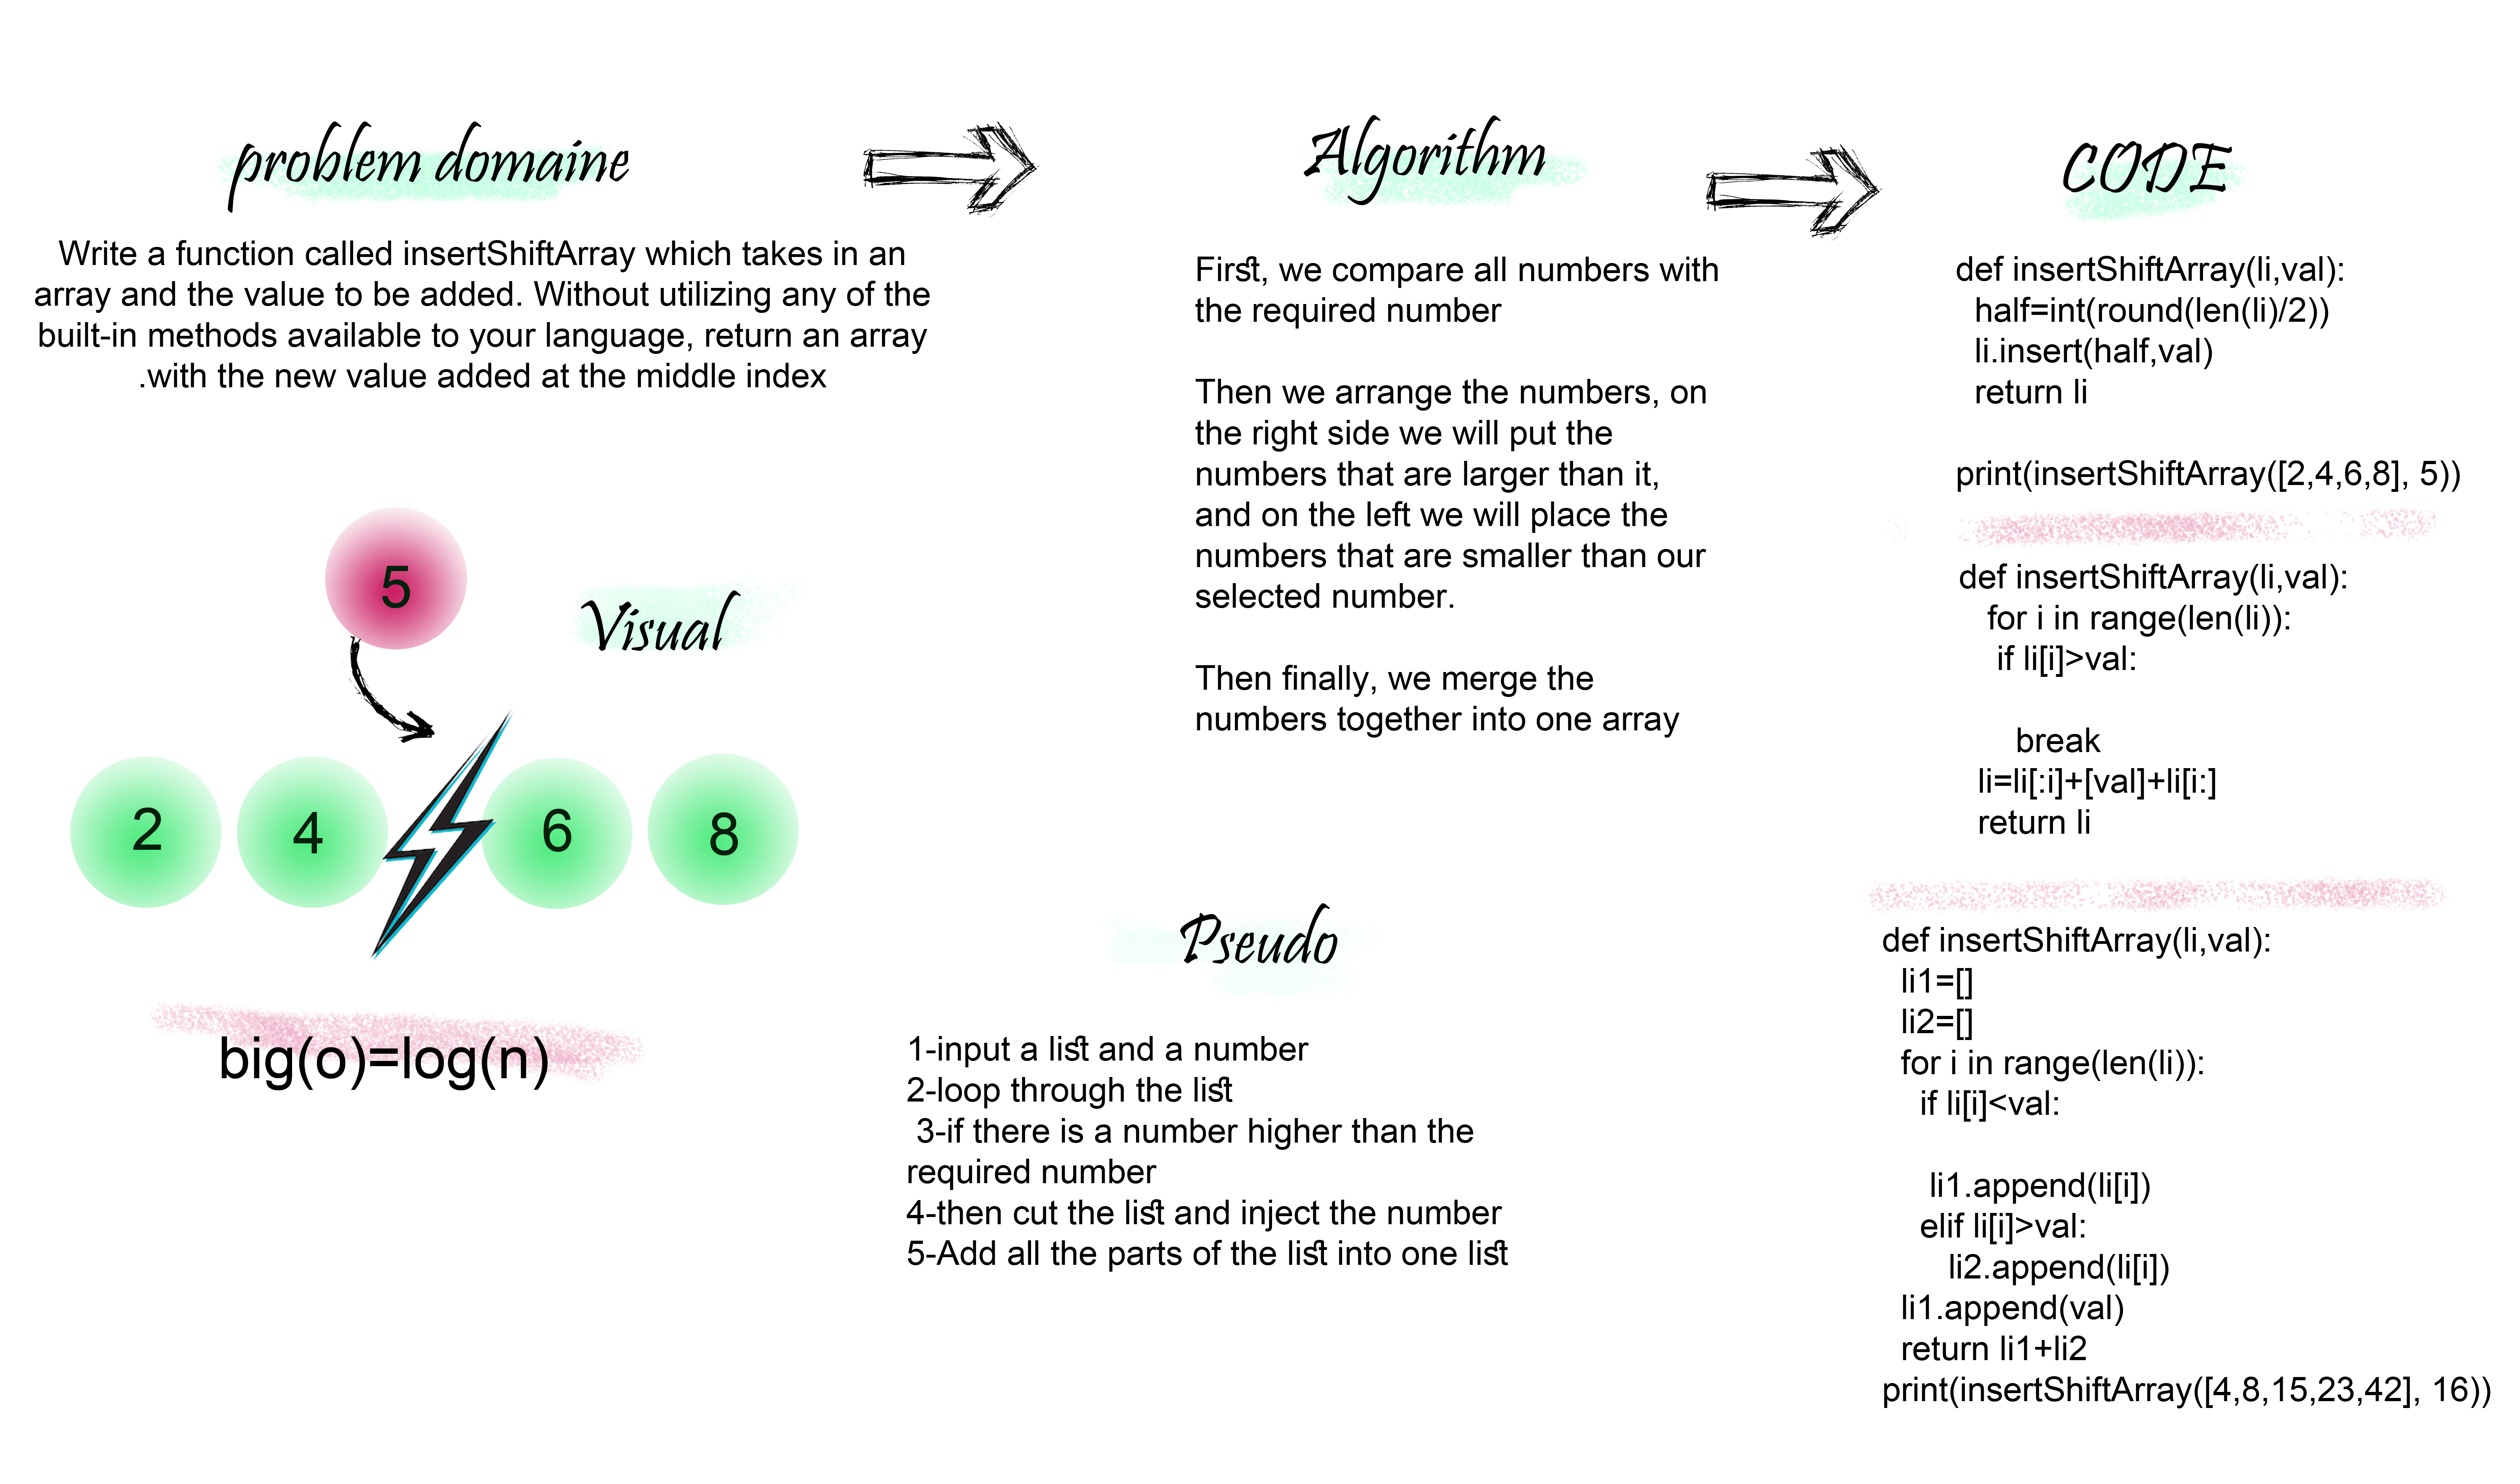 problem domaine
Write a function called insertShiftArray which takes in an
array and the value to be added. Without utilizing any of the
built-in methods available to your language, return an array
.with the new value added at the middle index
5
Visual
2 4 6 8
big(o)=log(n)
Algorithm
First, we compare all numbers with
the required number
Then we arrange the numbers, on
the right side we will put the
numbers that are larger than it,
and on the left we will place the
numbers that are smaller than our
selected number.
Then finally, we merge the
numbers together into one array
Pseudo
1-input a list and a number
2-loop through the list
3-if there is a number higher than the
required number
4-then cut the list and inject the number
5-Add all the parts of the list into one list
CODE
def insertShiftArray(li,val):
half=int(round(len(li)/2))
li.insert(half,val)
return li
print(insertShiftArray([2,4,6,8], 5))
def insertShiftArray(li,val):
for i in range(len(li)):
if li[i]>val:
break
li=li[:i]+[val]+li[i:]
return li
def insertShiftArray(li,val):
li1=[]
li2=[]
for i in range(len(li)):
if li[i]<val:
li1.append(li[i])
elif li[i]>val:
li2.append(li[i])
li1.append(val)
return li1+li2
print(insertShiftArray([4,8,15,23,42], 16))